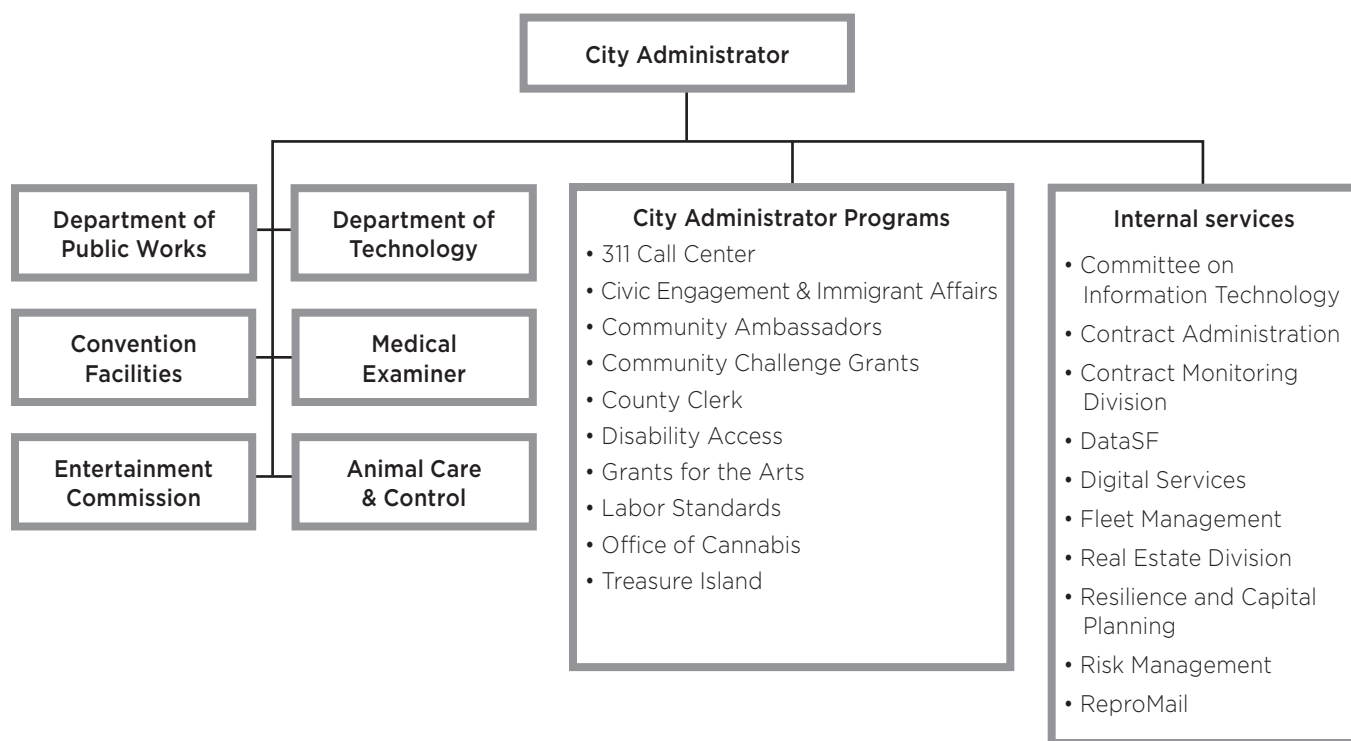 City Administrator
Department of
Public Works
Department of
Technology
Convention
Facilities
Medical
Examiner
Entertainment
Commission
Animal Care
& Control
City Administrator Programs
• 311 Call Center
• Civic Engagement & Immigrant Affairs
• Community Ambassadors
• Community Challenge Grants
• County Clerk
• Disability Access
• Grants for the Arts
• Labor Standards
• Office of Cannabis
• Treasure Island
Internal services
• Committee on
Information Technology
• Contract Administration
• Contract Monitoring
Division
• DataSF
• Digital Services
• Fleet Management
• Real Estate Division
• Resilience and Capital
Planning
• Risk Management
• ReproMail